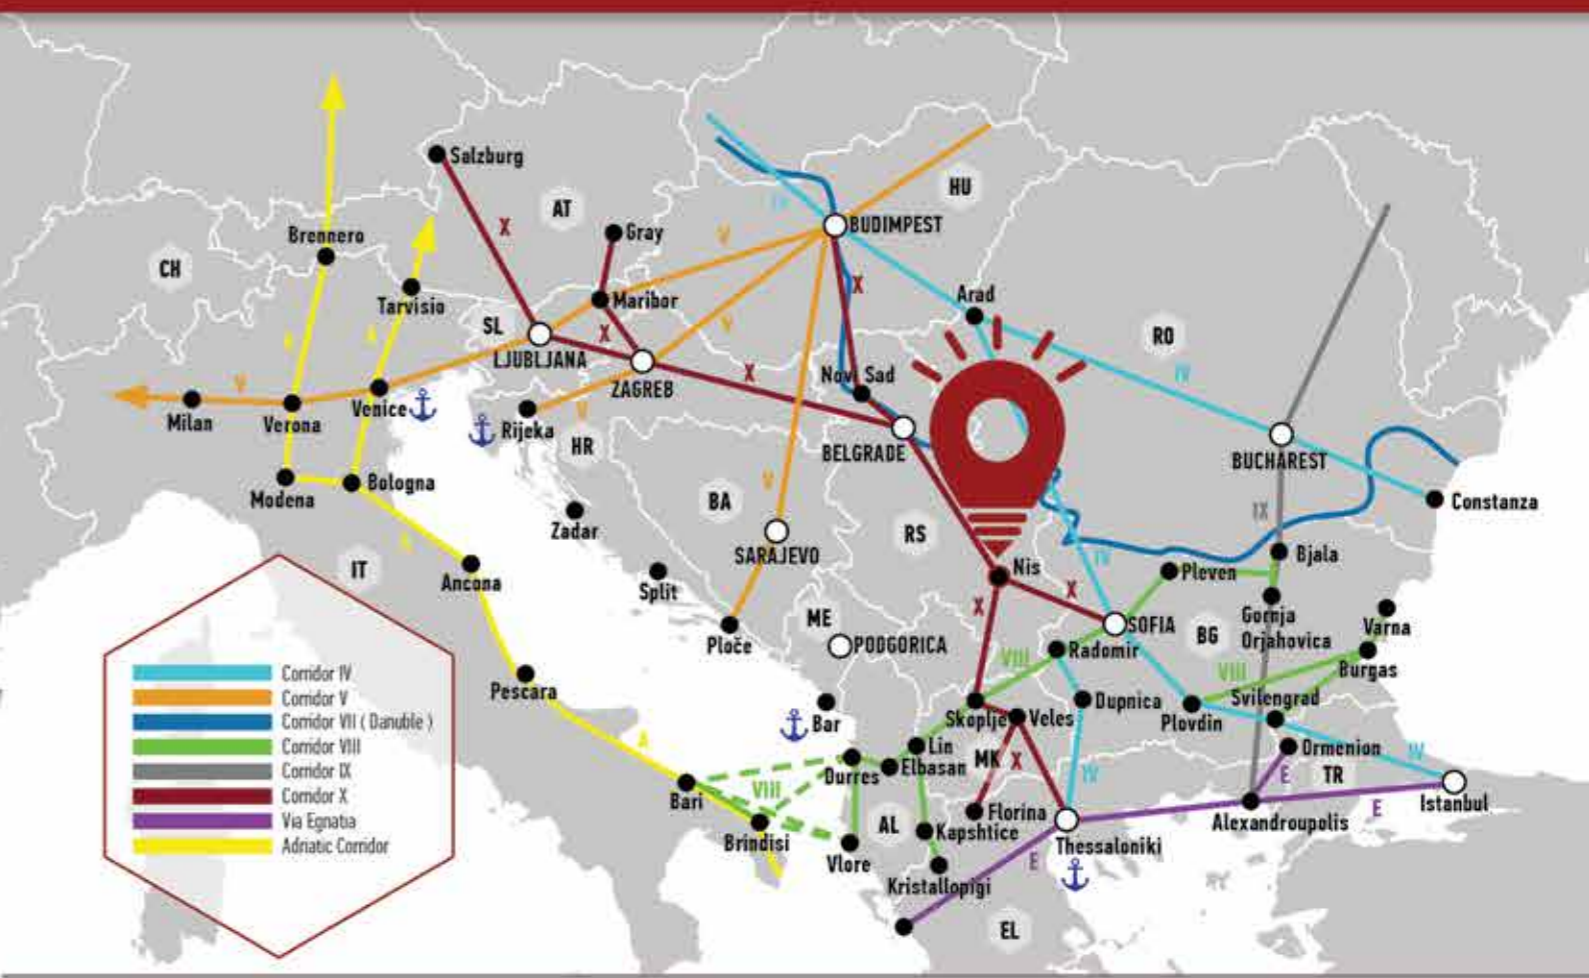 Salzburg
AT
HU
X
IV
Gray
V
BUDIMPEST
Brennero
CH
Tarvisio
Maribor
X
Arad
SL
X
V
RO
LJUBLJANA
A
A
ZAGREB
X
Novi Sad
IV
V
Milan
Verona
Venice
Rijeka
V
HR
BELGRADE
BUCHAREST
Modena
Bologna
V
BA
Constanza
Zadar
RS
IX
A
SARAJEVO
IT
Ancona
Split
Nis
IV
Pleven
Bjala
X
X
ME
Gornja
Orjahovica
Varna
Ploče
PODGORICA
SOFIA
BG
Radomir
VIII
VIII
Burgas
Pescara
Svilengrad
Dupnica
Plovdin
Bar
Skoplje
Veles
A
Lin
Elbasan
MK
X
Ormenion
IV
Durres
IV
E
TR
VIII
Bari
Istanbul
Florina
E
Alexandroupolis
AL
Kapshtice
Brindisi
Thessaloniki
Vlore
E
Kristallopigi
EL
Corridor IV
Corridor V
Corridor VII ( Danuble )
Corridor VIII
Corridor IX
Corridor X
Via Egnatia
Adriatic Corridor